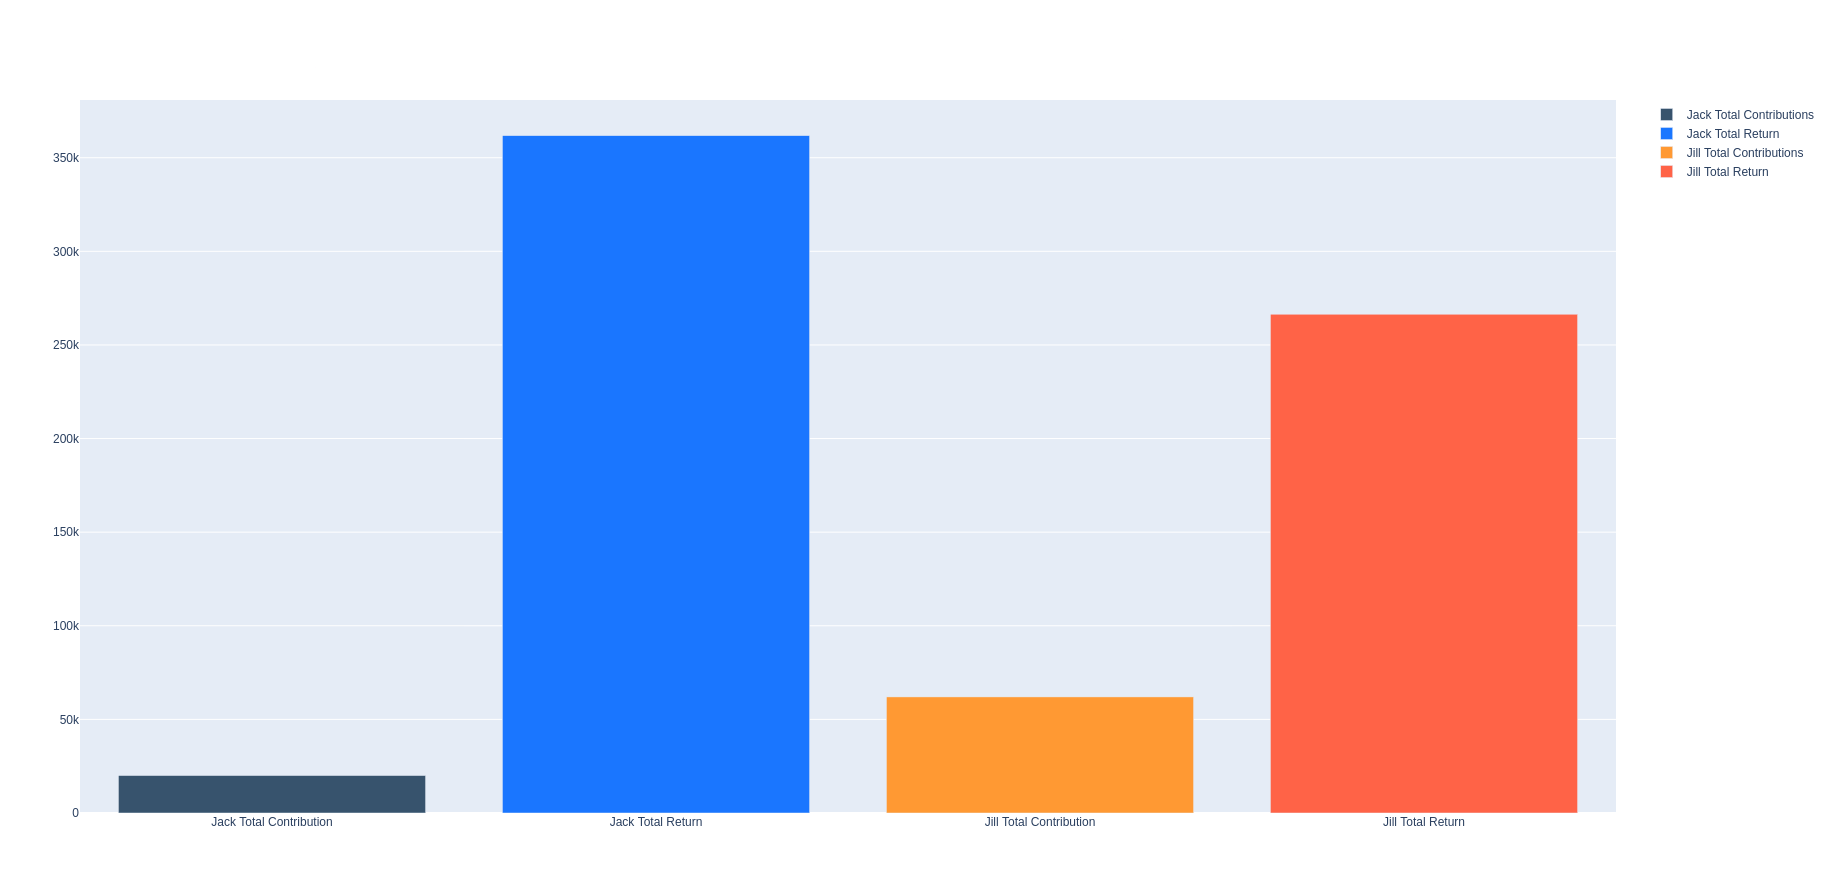 350k
300k
250k
200k
150k
100k
50k
0
Jack Total Contribution
Jack Total Return
Jill Total Contribution
Jill Total Return
Jack Total Contributions
Jack Total Return
Jill Total Contributions
Jill Total Return